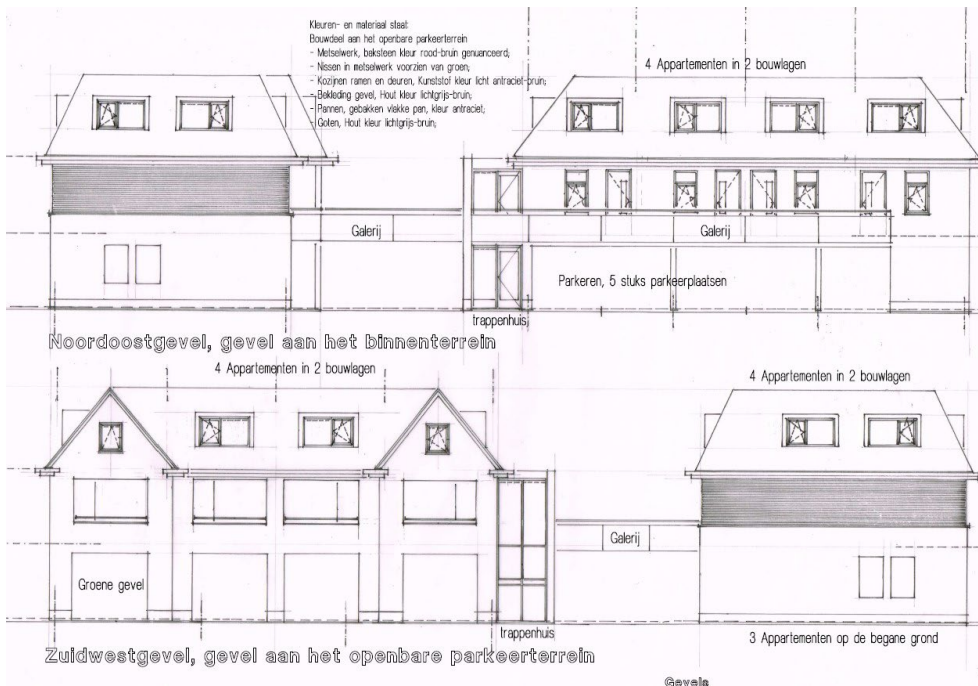 Kleuren- en materiaal staat
Bouwdeel aan het openbare parkeerterrein
- Metselwerk, baksteen kleur rood-bruin genuanceerd;
- Nissen in metselwerk voorzien van groen;
- Kozijnen ramen en deuren, Kunststof kleur licht antraciet-bruin;
- Bekleding gevel, Hout kleur lichtgrijs-bruin;
- Pannen, gebakken vlakke pen, kleur antraciet;
- Goten, Hout kleur lichtgrijs-bruin;
4 Appartementen in 2 bouwlagen
Galerij
Galerij
Parkeren, 5 stuks parkeerplaatsen
trappenhuis
Noordoostgevel, gevel aan het binnenterrein
4 Appartementen in 2 bouwlagen
4 Appartementen in 2 bouwlagen
Galerij
Groene gevel
trappenhuis
3 Appartementen op de begane grond
Zuidwestgevel, gevel aan het openbare parkeerterrein
Gevels